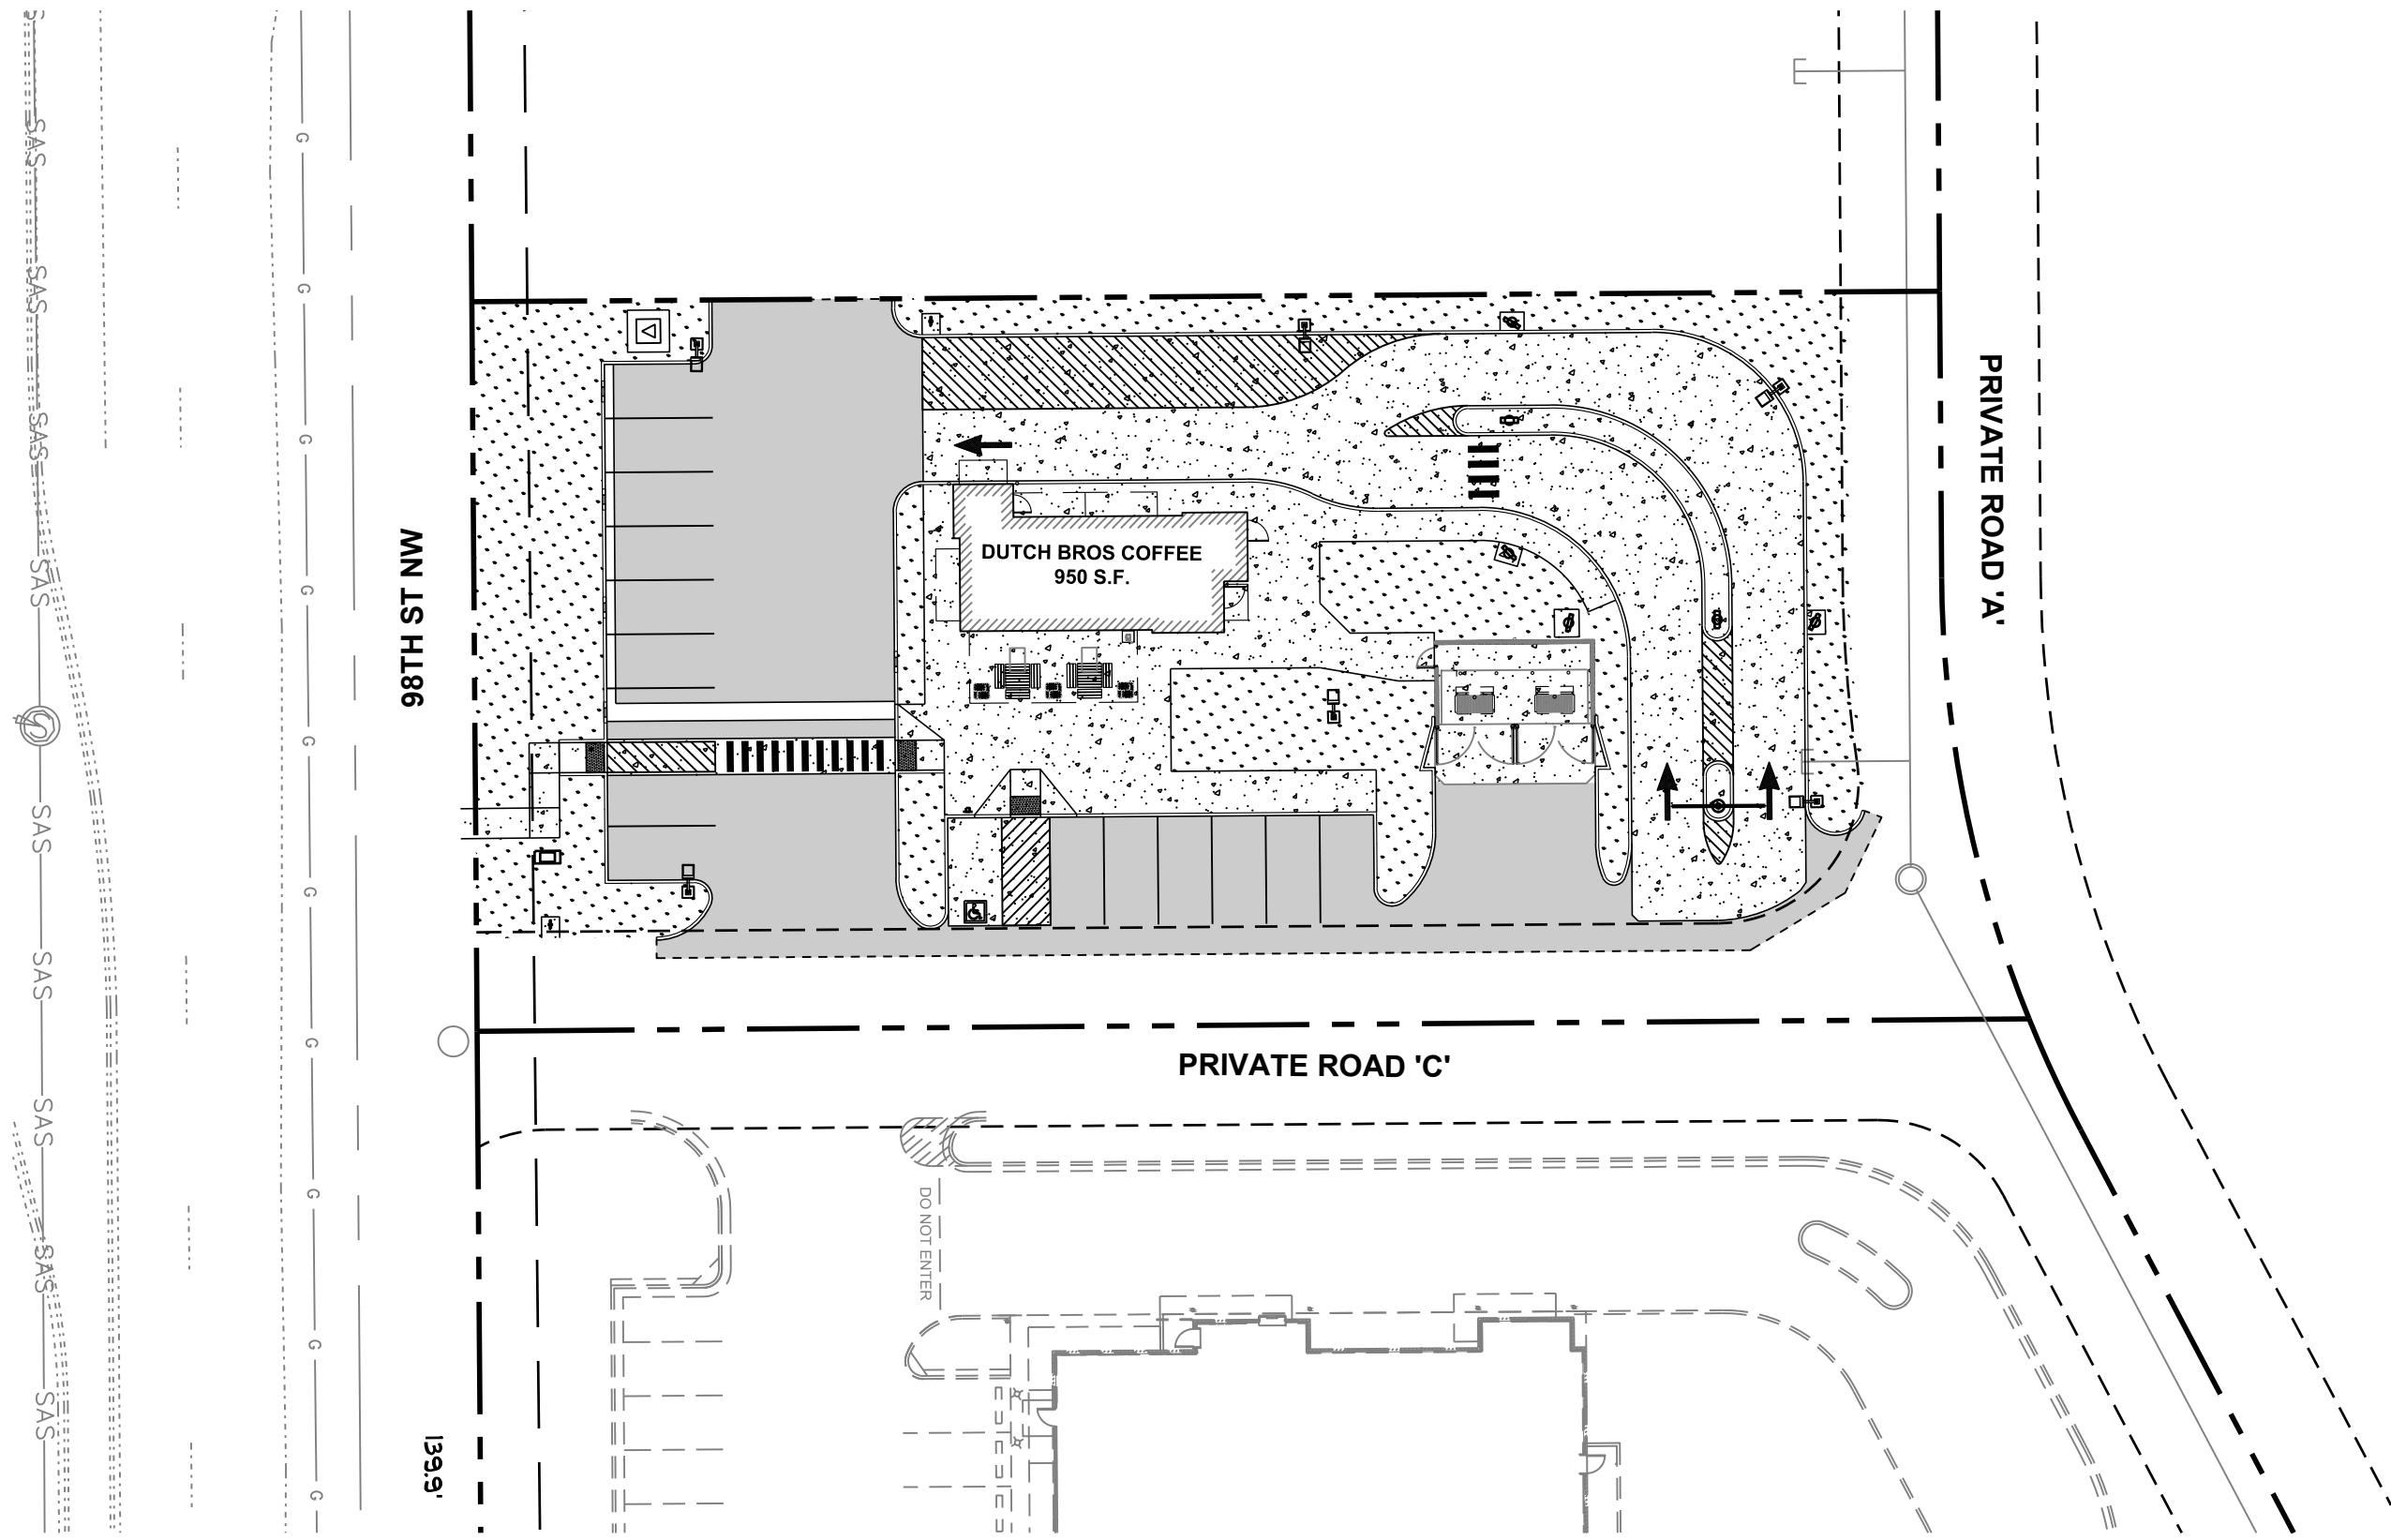 SAS
SAS
SAS
SAS
SAS
SAS
SAS
SAS
SAS
SAS
G
G
G
G
G
G
G
G
G
G
98TH ST NW
DUTCH BROS COFFEE
950 S.F.
PRIVATE ROAD 'A'
PRIVATE ROAD 'C'
DO NOT ENTER
139.9'